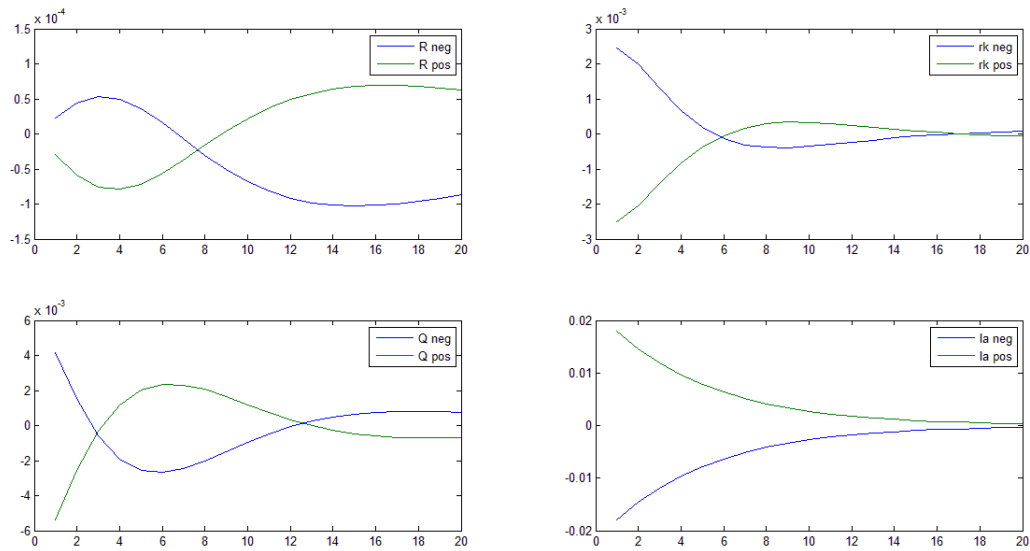 x 10⁻⁴
1.5
1
0.5
0
-0.5
-1
-1.5
0 2 4 6 8 10 12 14 16 18 20
R neg
R pos
x 10⁻³
3
2
1
0
-1
-2
-3
0 2 4 6 8 10 12 14 16 18 20
rk neg
rk pos
x 10⁻³
6
4
2
0
-2
-4
-6
0 2 4 6 8 10 12 14 16 18 20
Q neg
Q pos
0.02
0.01
0
-0.01
-0.02
0 2 4 6 8 10 12 14 16 18 20
la neg
la pos